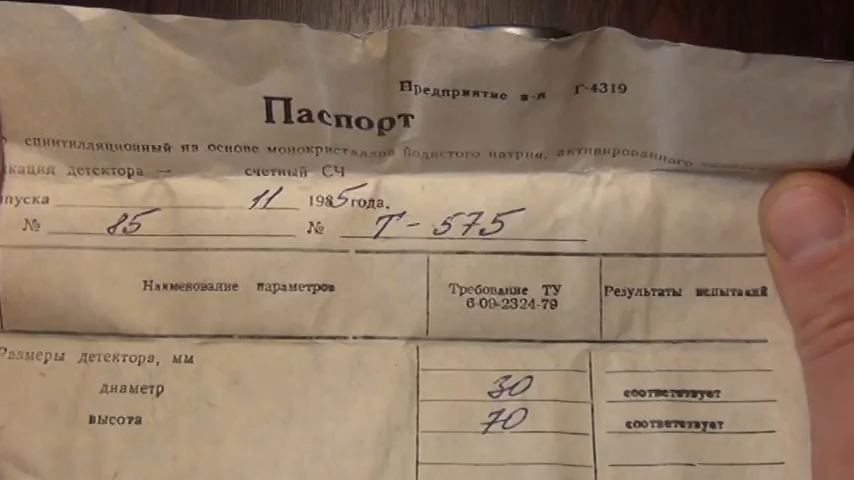 Предприятие п-я Г-4319
Паспорт
сцинтилляционный на основе монокристаллов йодистого натрия, активированного
кация детектора — счетный СЧ
пуска 11 1985 года.
№ 85 № Т-575
Наименование параметров Требование ТУ 6-09-2324-79 Результаты испытаний
Размеры детектора, мм
диаметр 30 соответствует
высота 70 соответствует